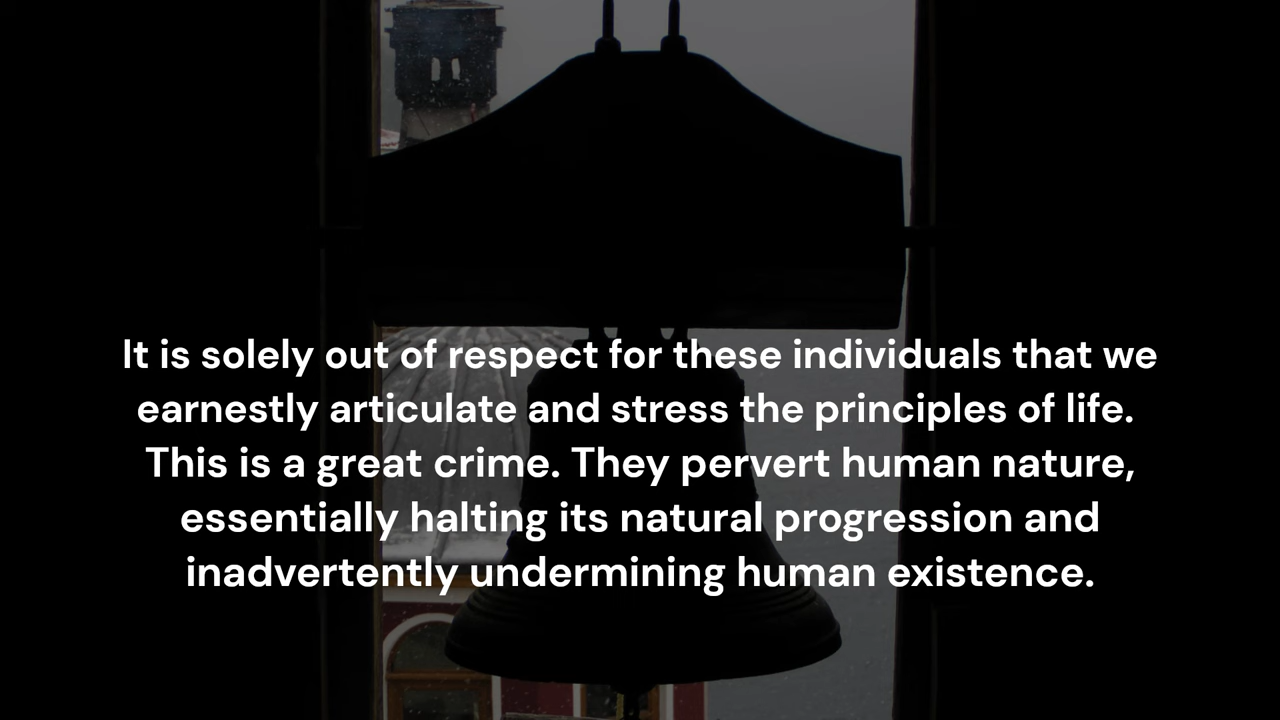 It is solely out of respect for these individuals that we
earnestly articulate and stress the principles of life.
This is a great crime. They pervert human nature,
essentially halting its natural progression and
inadvertently undermining human existence.